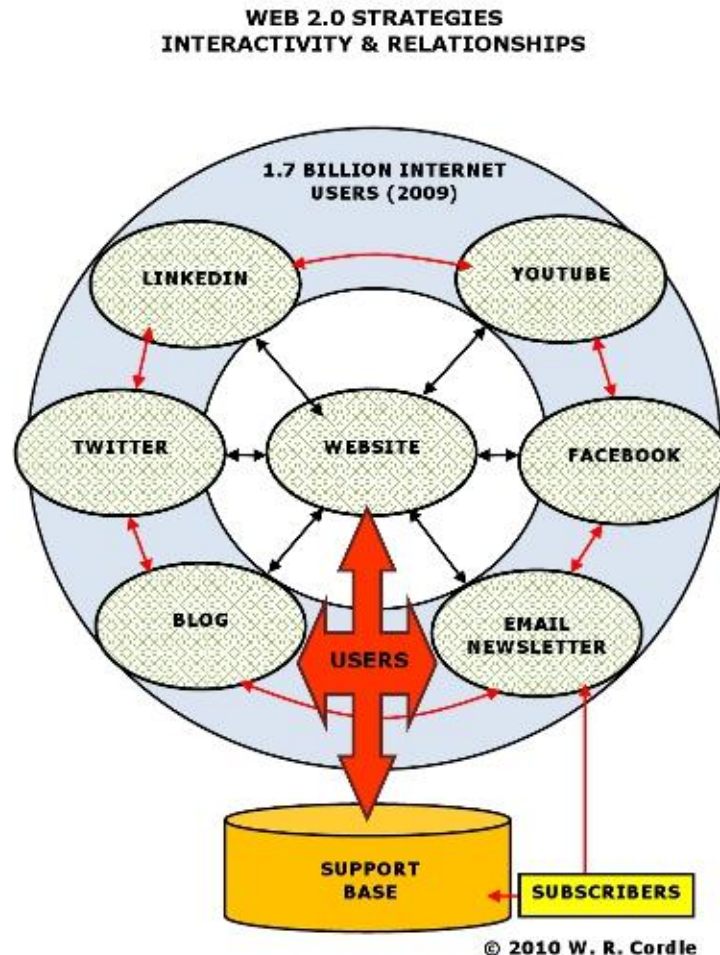 WEB 2.0 STRATEGIES
INTERACTIVITY & RELATIONSHIPS
1.7 BILLION INTERNET
USERS (2009)
LINKEDIN
YOUTUBE
TWITTER
WEBSITE
FACEBOOK
BLOG
EMAIL
NEWSLETTER
USERS
SUPPORT
BASE
SUBSCRIBERS
© 2010 W. R. Cordle